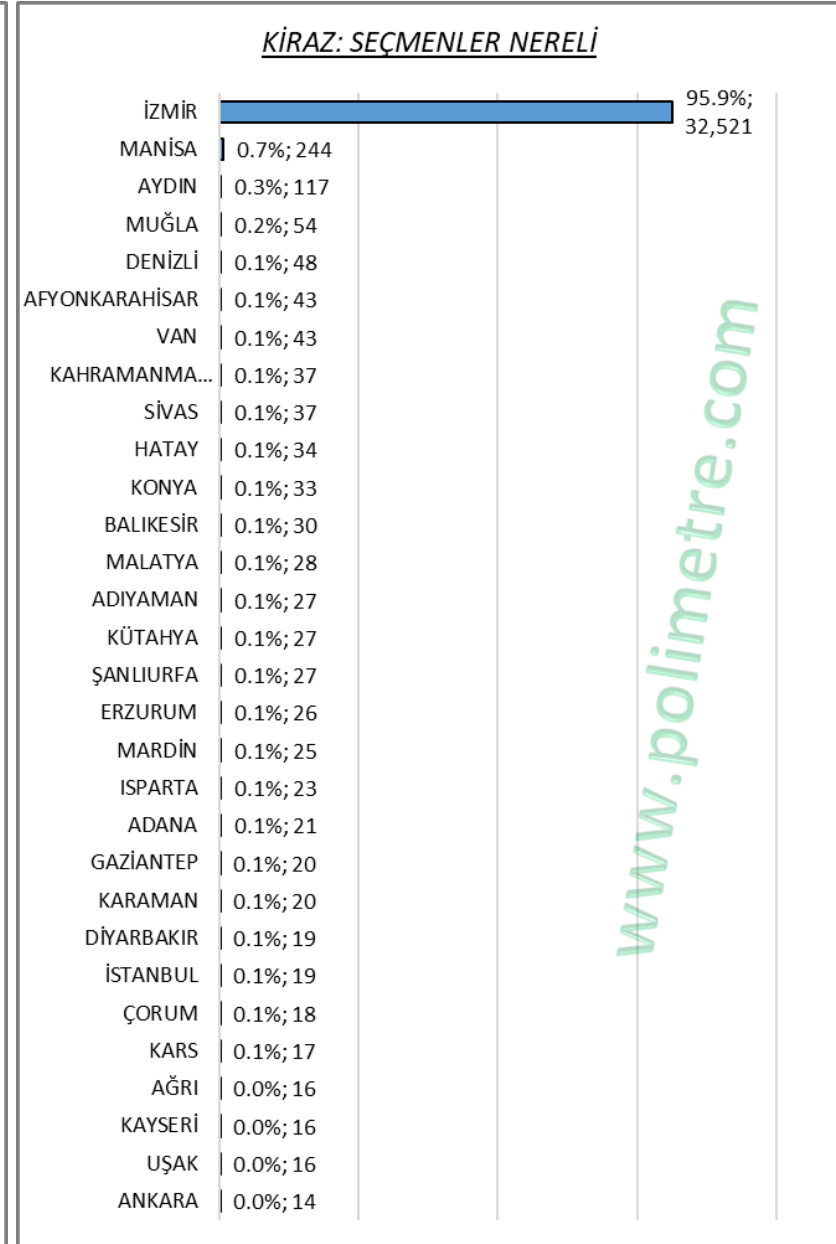 KİRAZ: SEÇMENLER NERELİ
İZMİR 95.9%; 32,521
MANİSA 0.7%; 244
AYDIN 0.3%; 117
MUĞLA 0.2%; 54
DENİZLİ 0.1%; 48
AFYONKARAHİSAR 0.1%; 43
VAN 0.1%; 43
KAHRAMANMA... 0.1%; 37
SİVAS 0.1%; 37
HATAY 0.1%; 34
KONYA 0.1%; 33
BALIKESİR 0.1%; 30
MALATYA 0.1%; 28
ADIYAMAN 0.1%; 27
KÜTAHYA 0.1%; 27
ŞANLIURFA 0.1%; 27
ERZURUM 0.1%; 26
MARDİN 0.1%; 25
ISPARTA 0.1%; 23
ADANA 0.1%; 21
GAZİANTEP 0.1%; 20
KARAMAN 0.1%; 20
DİYARBAKIR 0.1%; 19
İSTANBUL 0.1%; 19
ÇORUM 0.1%; 18
KARS 0.1%; 17
AĞRI 0.0%; 16
KAYSERİ 0.0%; 16
UŞAK 0.0%; 16
ANKARA 0.0%; 14
www.polimetre.com